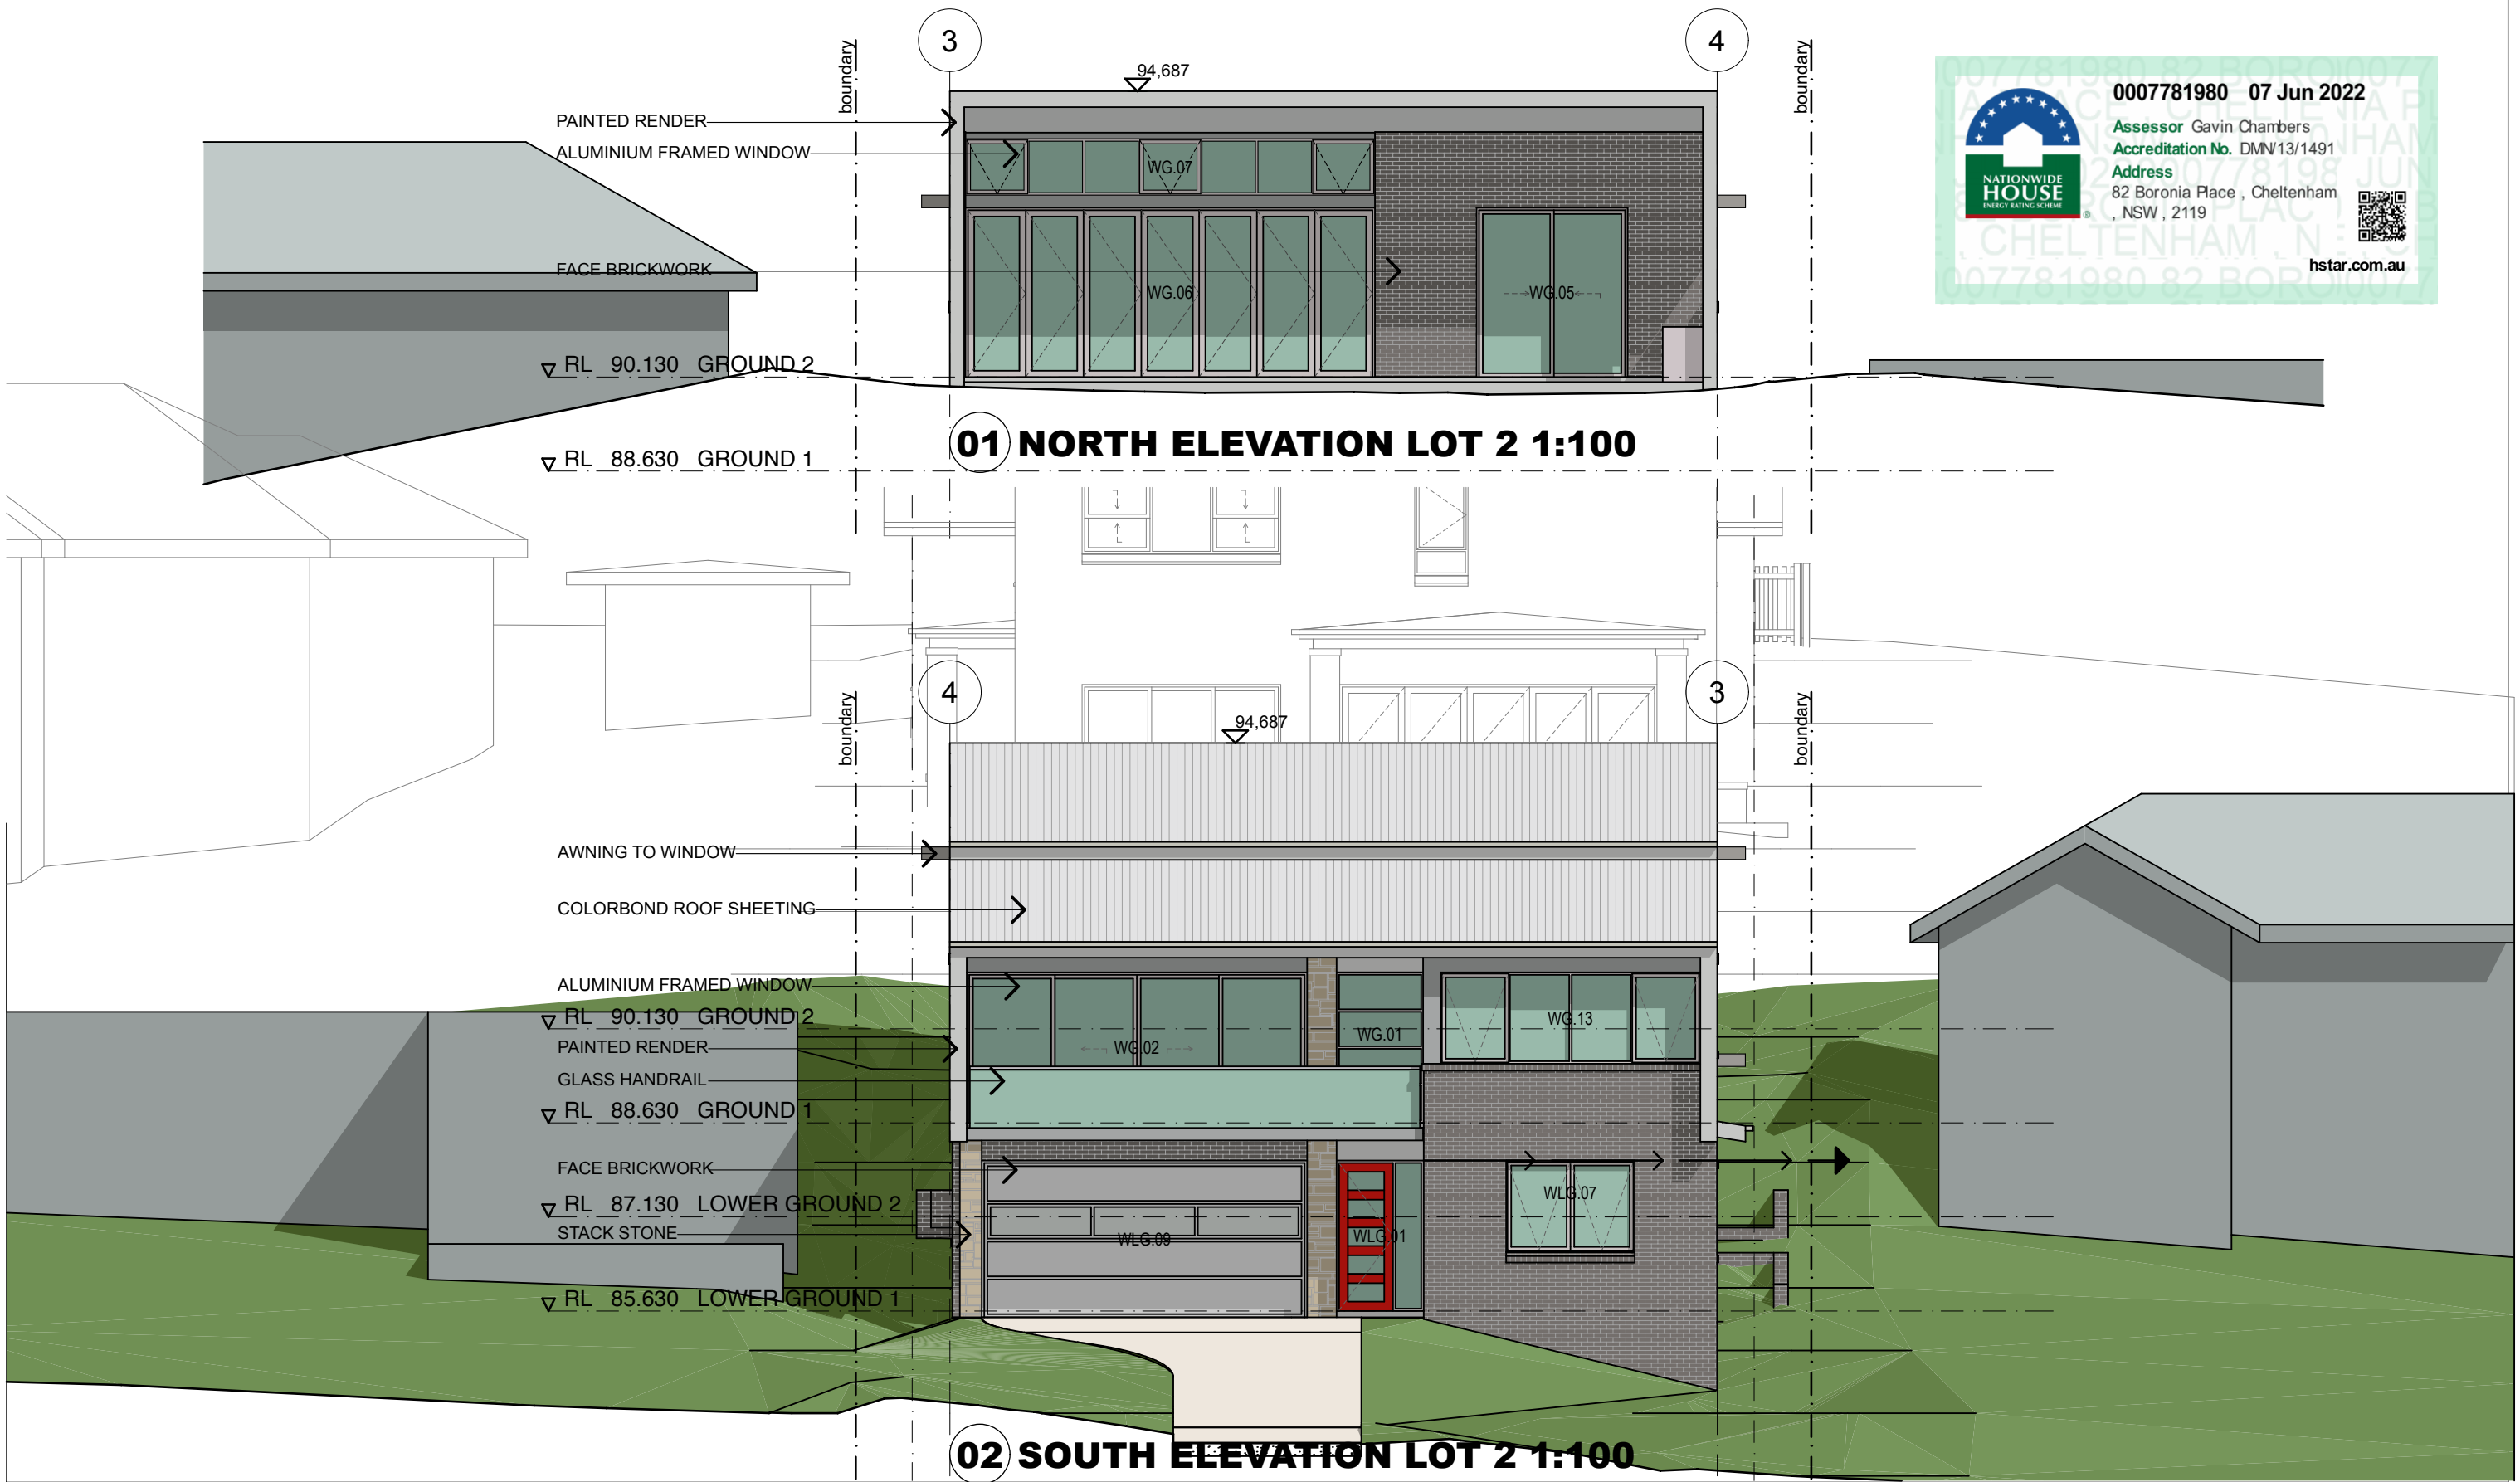 3
4
boundary
boundary
94,687
PAINTED RENDER
ALUMINIUM FRAMED WINDOW
WG.07
FACE BRICKWORK
WG.06
WG.05
RL 90.130 GROUND 2
01 NORTH ELEVATION LOT 2 1:100
RL 88.630 GROUND 1
0007781980 07 Jun 2022
Assessor Gavin Chambers
Accreditation No. DMN/13/1491
Address
82 Boronia Place , Cheltenham
, NSW , 2119
NATIONWIDE
HOUSE
ENERGY RATING SCHEME
®
hstar.com.au
4
3
boundary
boundary
94,687
AWNING TO WINDOW
COLORBOND ROOF SHEETING
ALUMINIUM FRAMED WINDOW
RL 90.130 GROUND 2
WG.02
WG.01
WG.13
PAINTED RENDER
GLASS HANDRAIL
RL 88.630 GROUND 1
FACE BRICKWORK
WLG.07
RL 87.130 LOWER GROUND 2
STACK STONE
WLG.09
WLG.01
RL 85.630 LOWER GROUND 1
02 SOUTH ELEVATION LOT 2 1:100